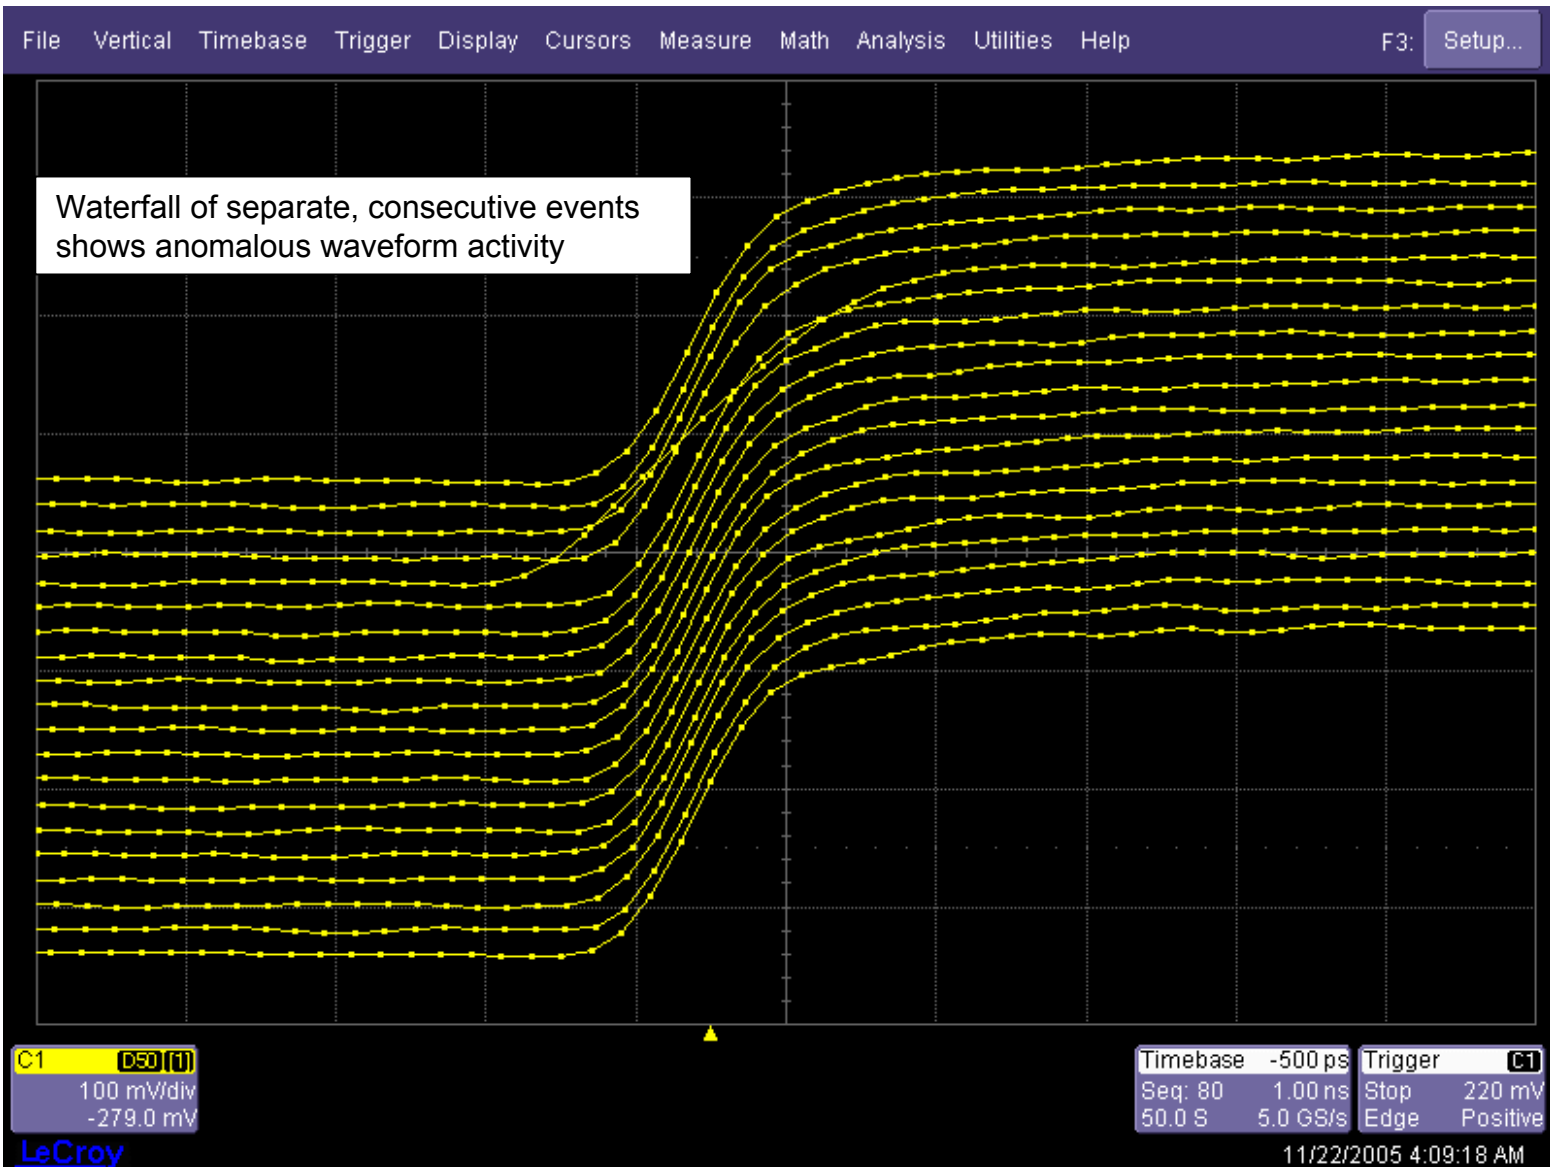 File Vertical Timebase Trigger Display Cursors Measure Math Analysis Utilities Help F3: Setup...
Waterfall of separate, consecutive events
shows anomalous waveform activity
C1 D50 [1]
100 mV/div
-279.0 mV
Timebase -500 ps
Seq: 80 1.00 ns
50.0 S 5.0 GS/s
Trigger C1
Stop 220 mV
Edge Positive
LeCroy
11/22/2005 4:09:18 AM